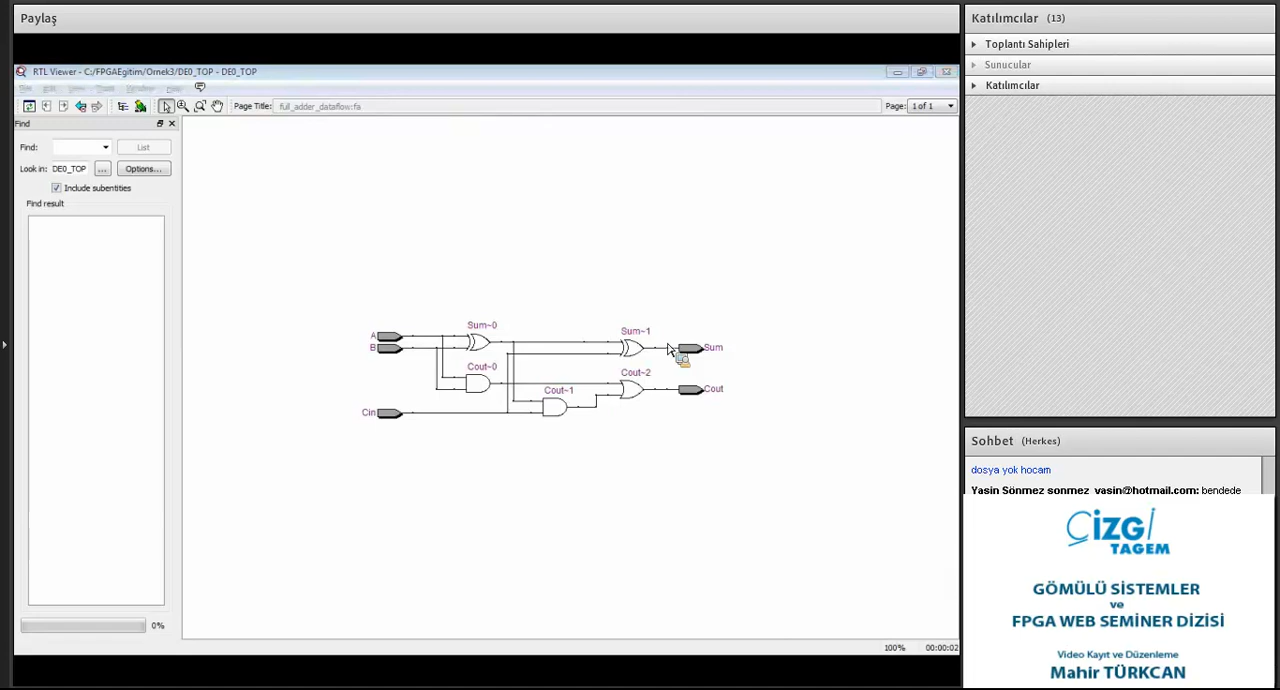 Paylaş
Katılımcılar (13)
Toplantı Sahipleri
Sunucular
Katılımcılar
RTL Viewer - C:/FPGAEgitim/Ornek3/DE0_TOP - DE0_TOP
Page Title: full_adder_dataflow:fa
Page: 1 of 1
Find
Find:
List
Look in: DE0_TOP
...
Options...
Include subentities
Find result
A
B
Cin
Sum~0
Cout~0
Cout~1
Sum~1
Cout~2
Sum
Cout
0%
100%
00:00:02
Sohbet (Herkes)
dosya yok hocam
Yasin Sönmez sonmez_yasin@hotmail.com: bendede
ÇİZGİ
TAGEM
GÖMÜLÜ SİSTEMLER
ve
FPGA WEB SEMİNER DİZİSİ
Video Kayıt ve Düzenleme
Mahir TÜRKCAN